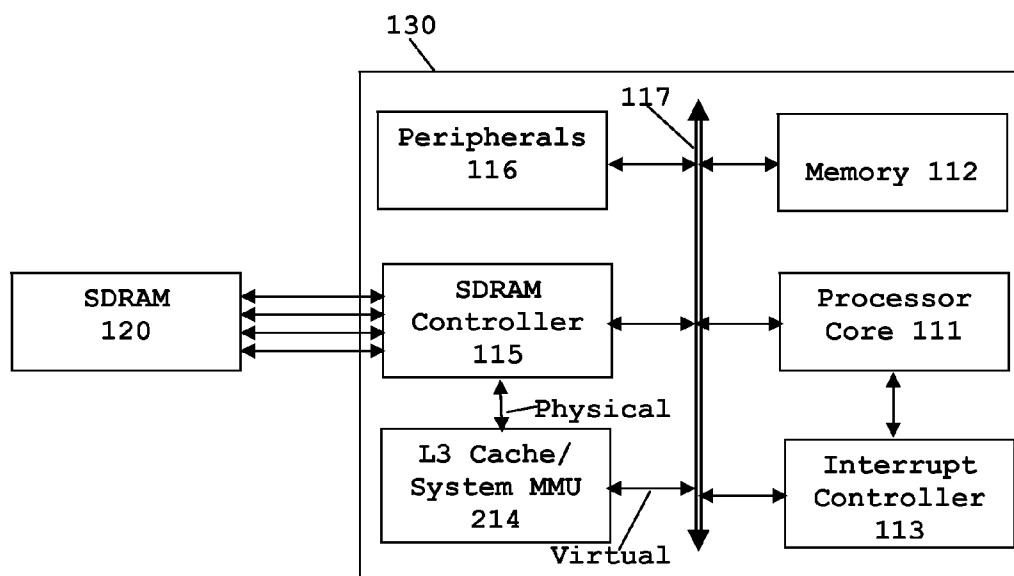 130
117
Peripherals
116
Memory 112
SDRAM
120
SDRAM
Controller
115
Processor
Core 111
Physical
L3 Cache/
System MMU
214
Interrupt
Controller
113
Virtual